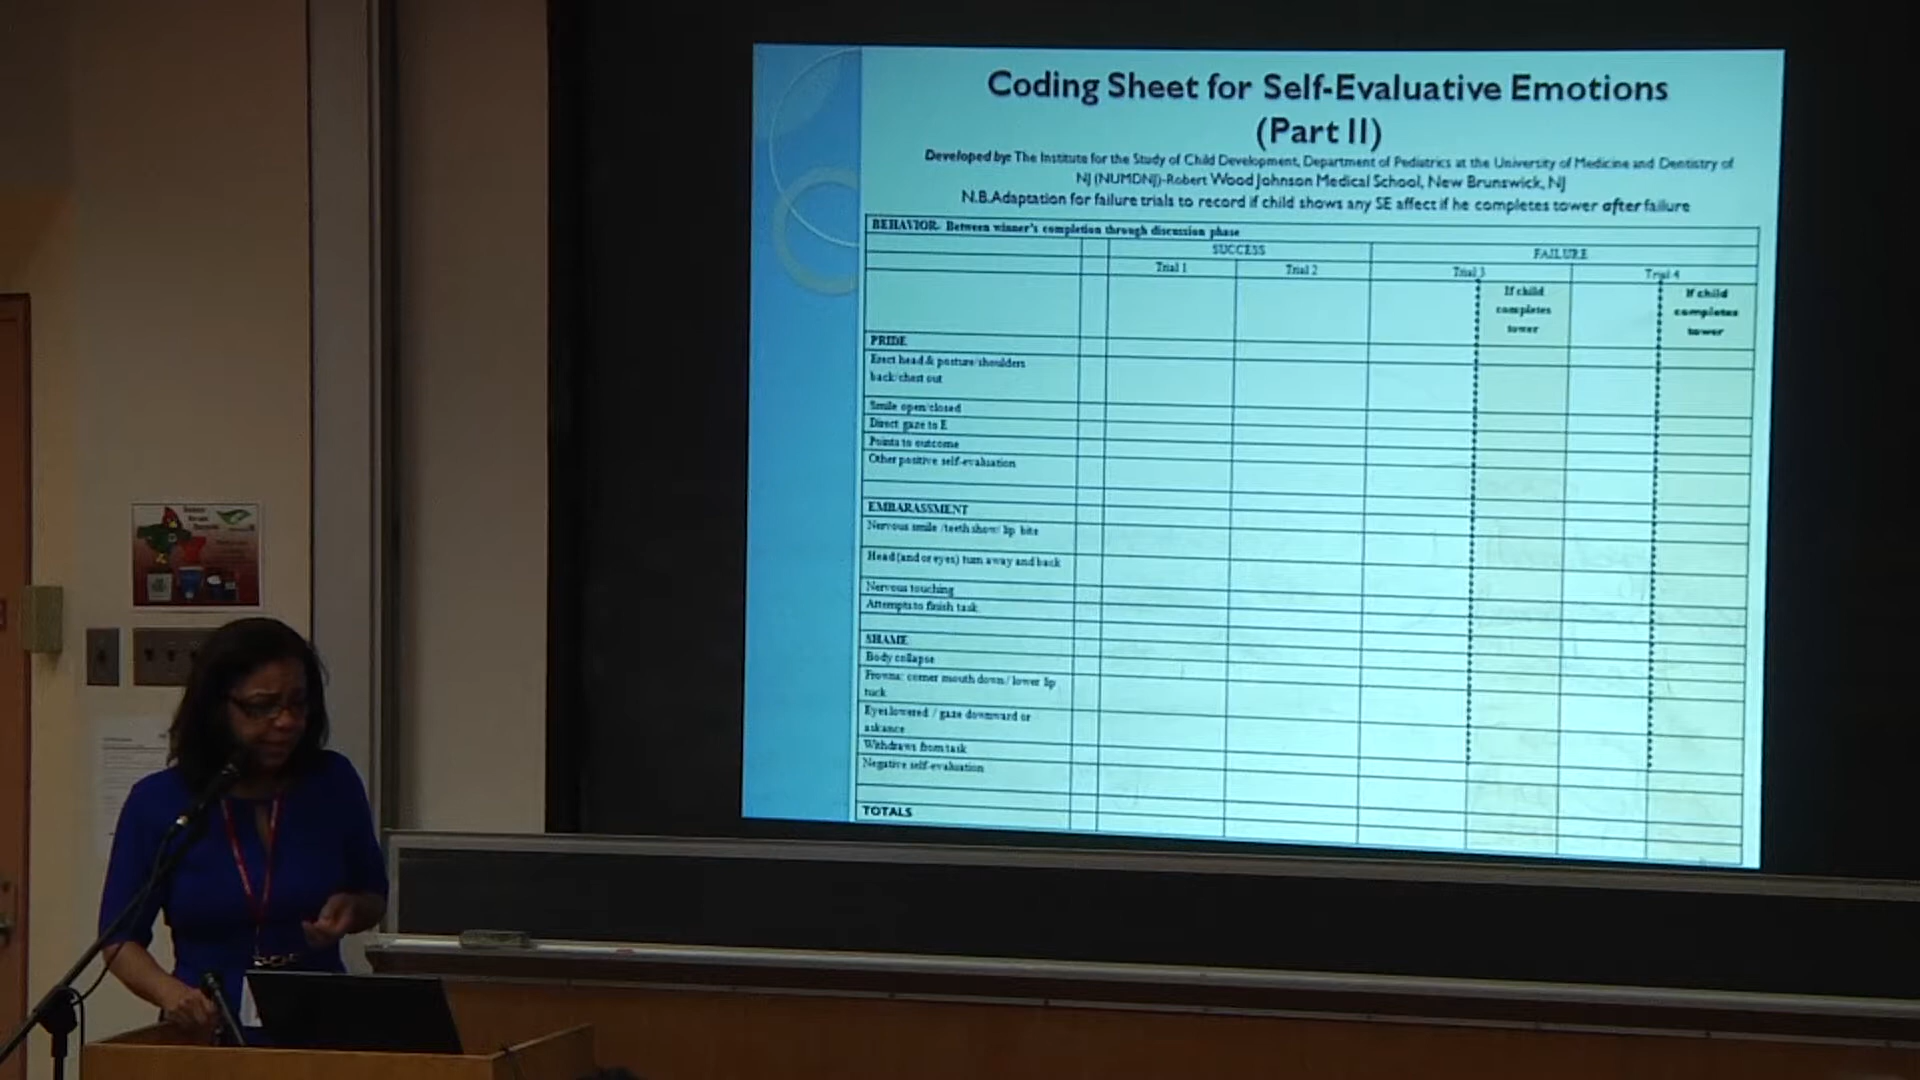 Coding Sheet for Self-Evaluative Emotions
(Part II)
Developed by: The Institute for the Study of Child Development, Department of Pediatrics at the University of Medicine and Dentistry of
NJ (NUMDNJ)-Robert Wood Johnson Medical School, New Brunswick, NJ
N.B. Adaptation for failure trials to record if child shows any SE affect if he completes tower after failure
BEHAVIOR: Between winner's completion through discussion phase
SUCCESS FAILURE
Trial 1 Trial 2 Trial 3 Trial 4
If child If child
completes completes
tower tower
PRIDE
Erect head & posture/shoulders
back/chest out
Smile open/closed
Direct gaze to E
Points to outcome
Other positive self-evaluation
EMBARASSMENT
Nervous smile /teeth show/ lip bite
Head (and or eyes) turn away and back
Nervous touching
Attempts to finish task
SHAME
Body collapse
Frowns: corner mouth down/ lower lip
tuck
Eyes lowered / gaze downward or
askance
Withdraws from task
Negative self-evaluation
TOTALS